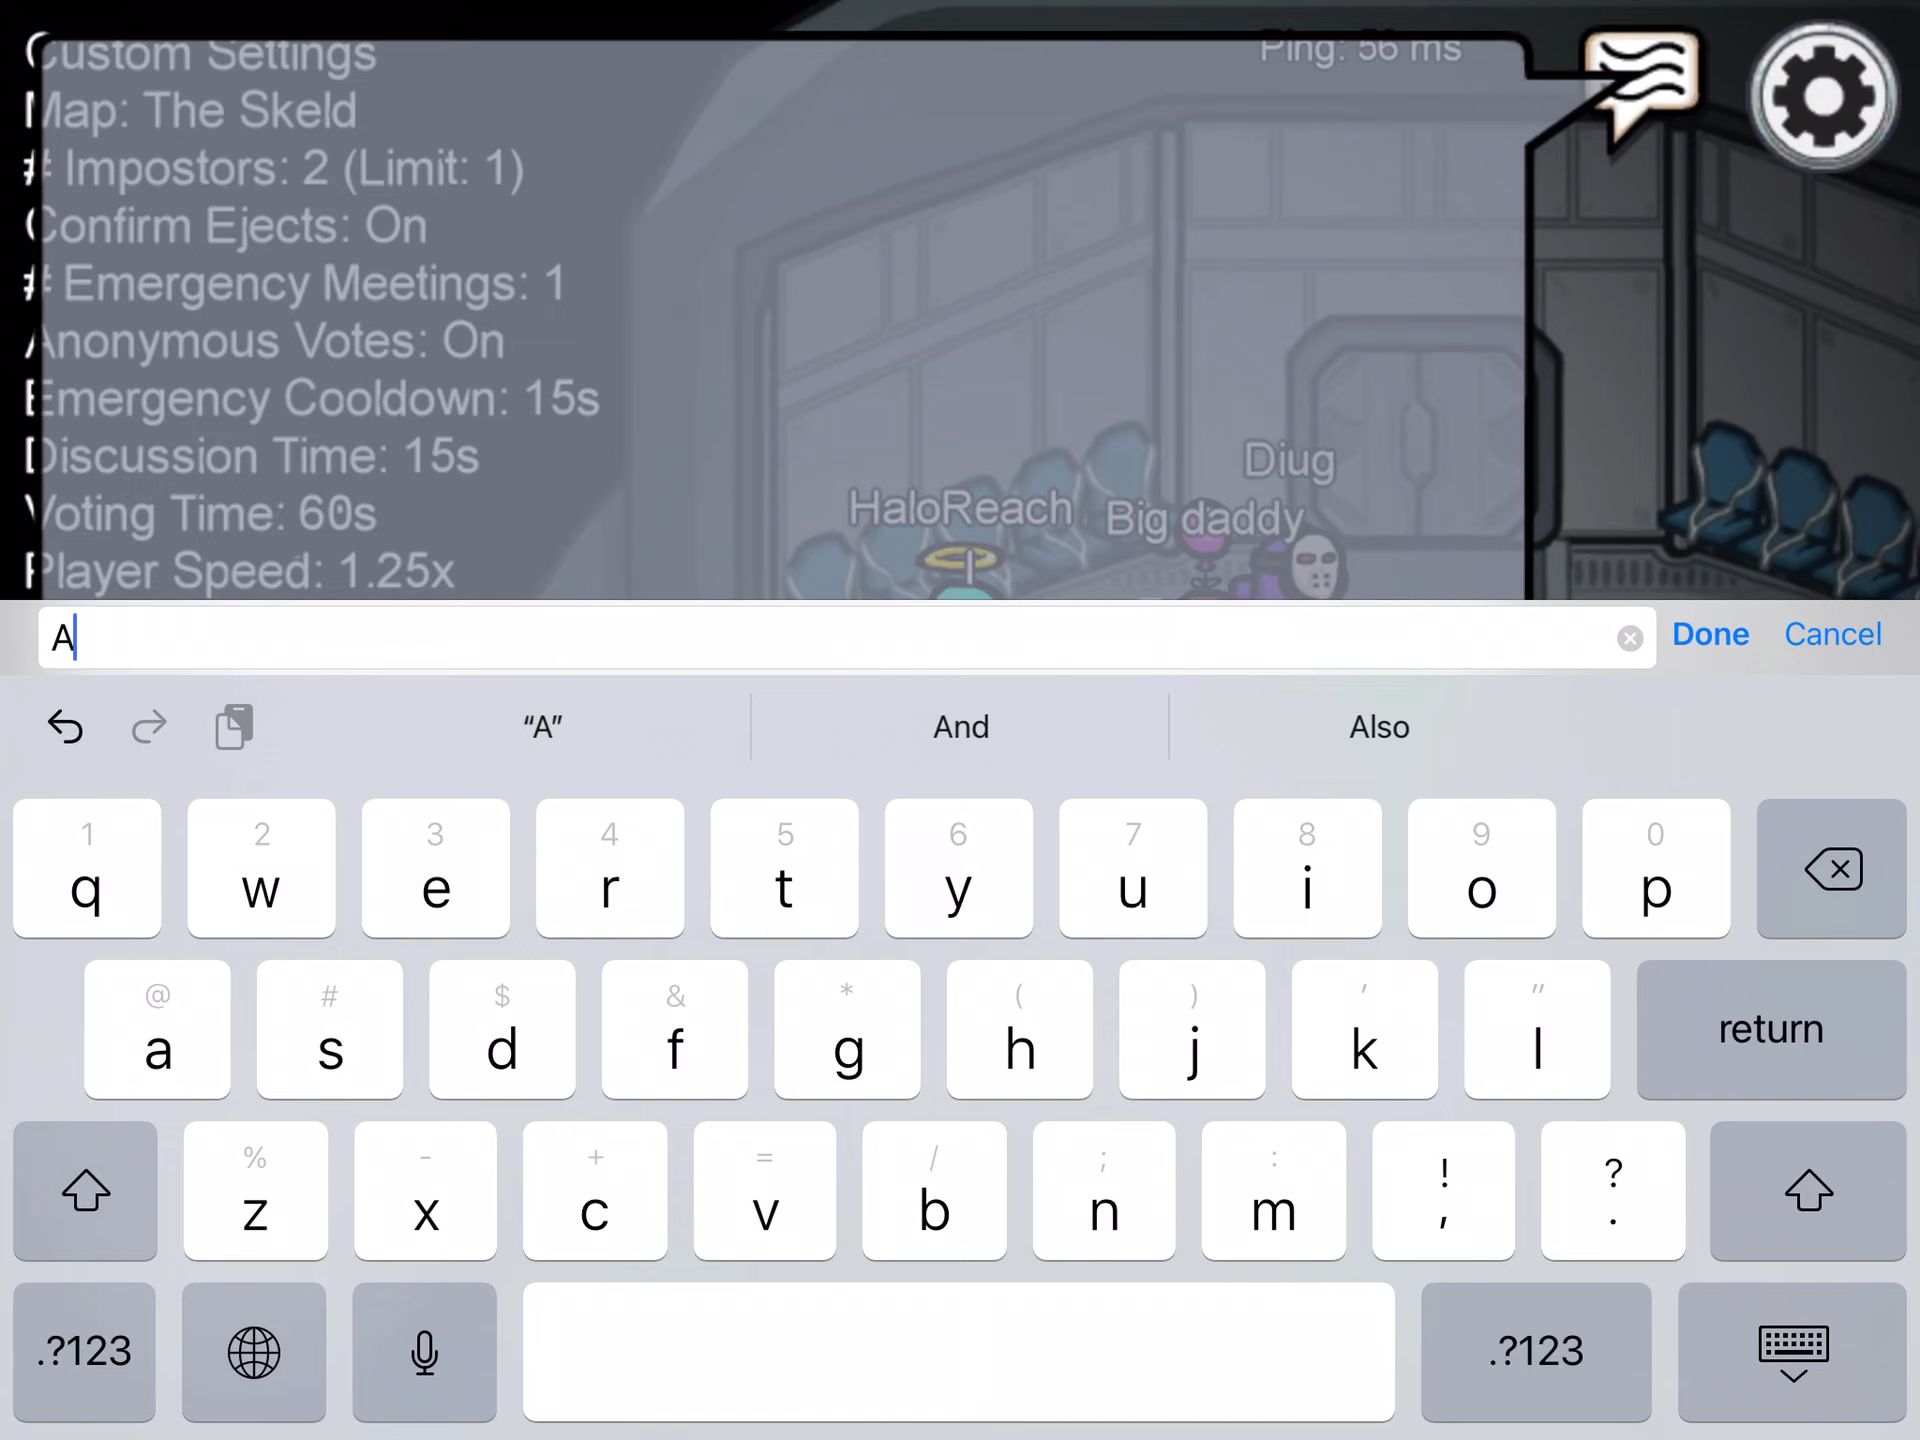 Custom Settings
Ping: 56 ms
Map: The Skeld
# Impostors: 2 (Limit: 1)
Confirm Ejects: On
# Emergency Meetings: 1
Anonymous Votes: On
Emergency Cooldown: 15s
Discussion Time: 15s
Voting Time: 60s
Player Speed: 1.25x
Diug
HaloReach
Big daddy
A
Done
Cancel
“A”
And
Also
1 2 3 4 5 6 7 8 9 0
q w e r t y u i o p
@ # $ & * ( ) ' "
a s d f g h j k l
return
% - + = / ; : ! ?
z x c v b n m , .
.?123
.?123